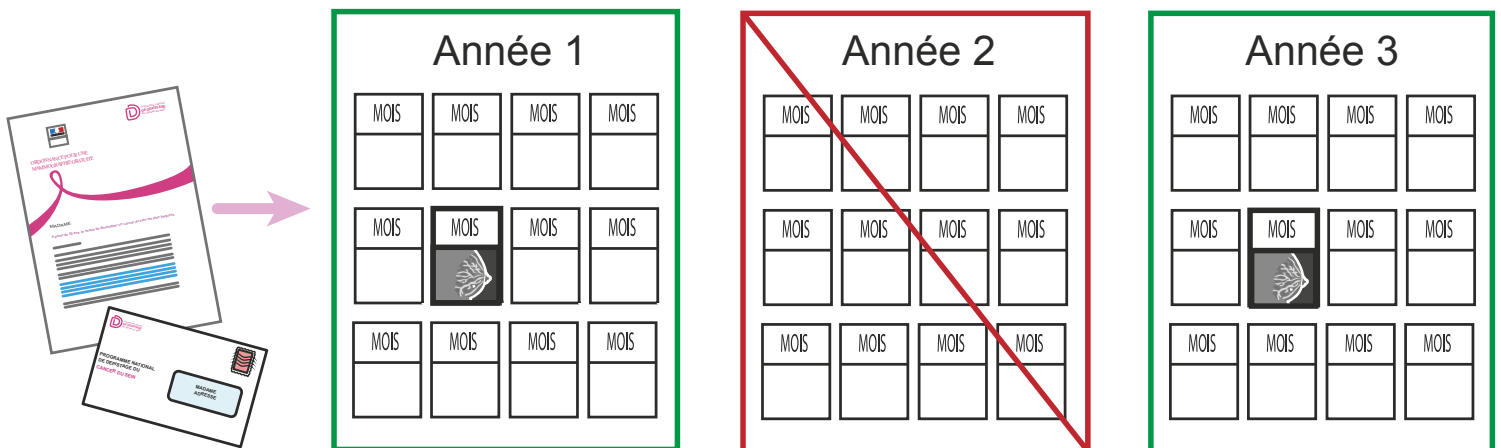 ORDONNANCE POUR UNE
MAMMOGRAPHIE GRATUITE
MADAME
PROGRAMME NATIONAL
DE DÉPISTAGE DU
CANCER DU SEIN
MADAME
ADRESSE
Année 1
MOIS MOIS MOIS MOIS
MOIS MOIS MOIS MOIS
MOIS MOIS MOIS MOIS
Année 2
MOIS MOIS MOIS MOIS
MOIS MOIS MOIS MOIS
MOIS MOIS MOIS MOIS
Année 3
MOIS MOIS MOIS MOIS
MOIS MOIS MOIS MOIS
MOIS MOIS MOIS MOIS